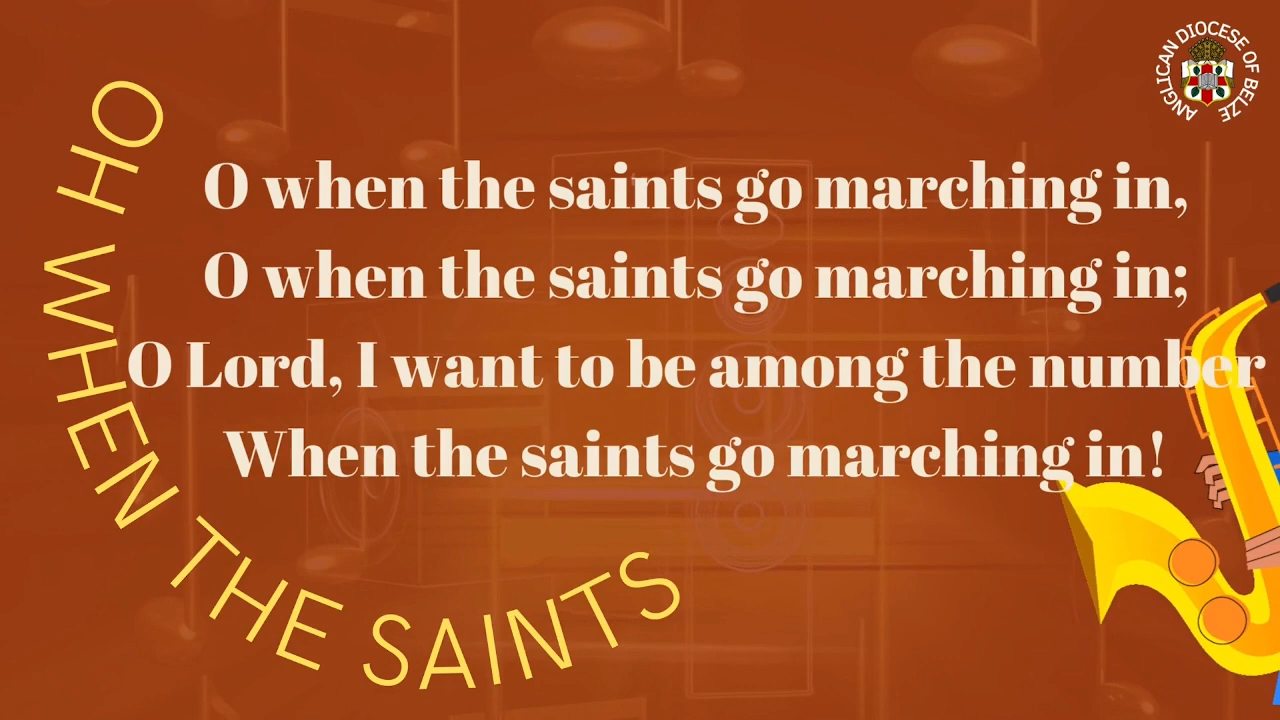 ANGLICAN DIOCESE OF BELZE
OH WHEN THE SAINTS
O when the saints go marching in,
O when the saints go marching in;
O Lord, I want to be among the number
When the saints go marching in!